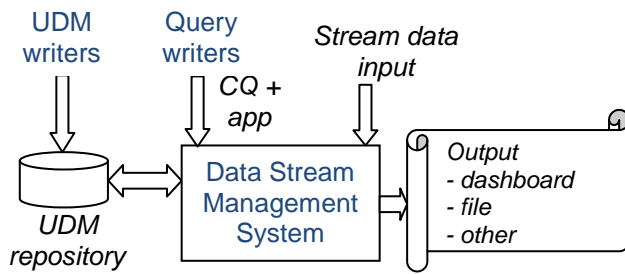 UDM
writers
Query
writers
Stream data
input
CQ +
app
UDM
repository
Data Stream
Management
System
Output
- dashboard
- file
- other